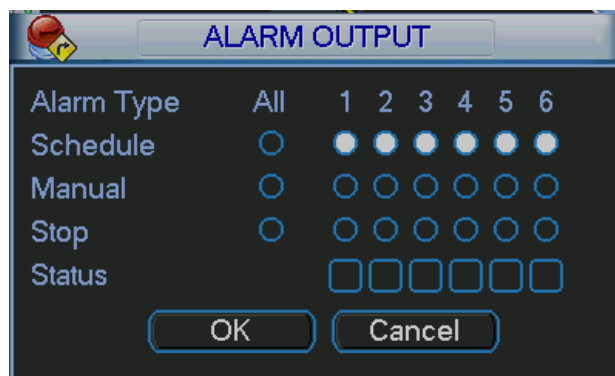 ALARM OUTPUT
Alarm Type All 1 2 3 4 5 6
Schedule
Manual
Stop
Status
OK Cancel